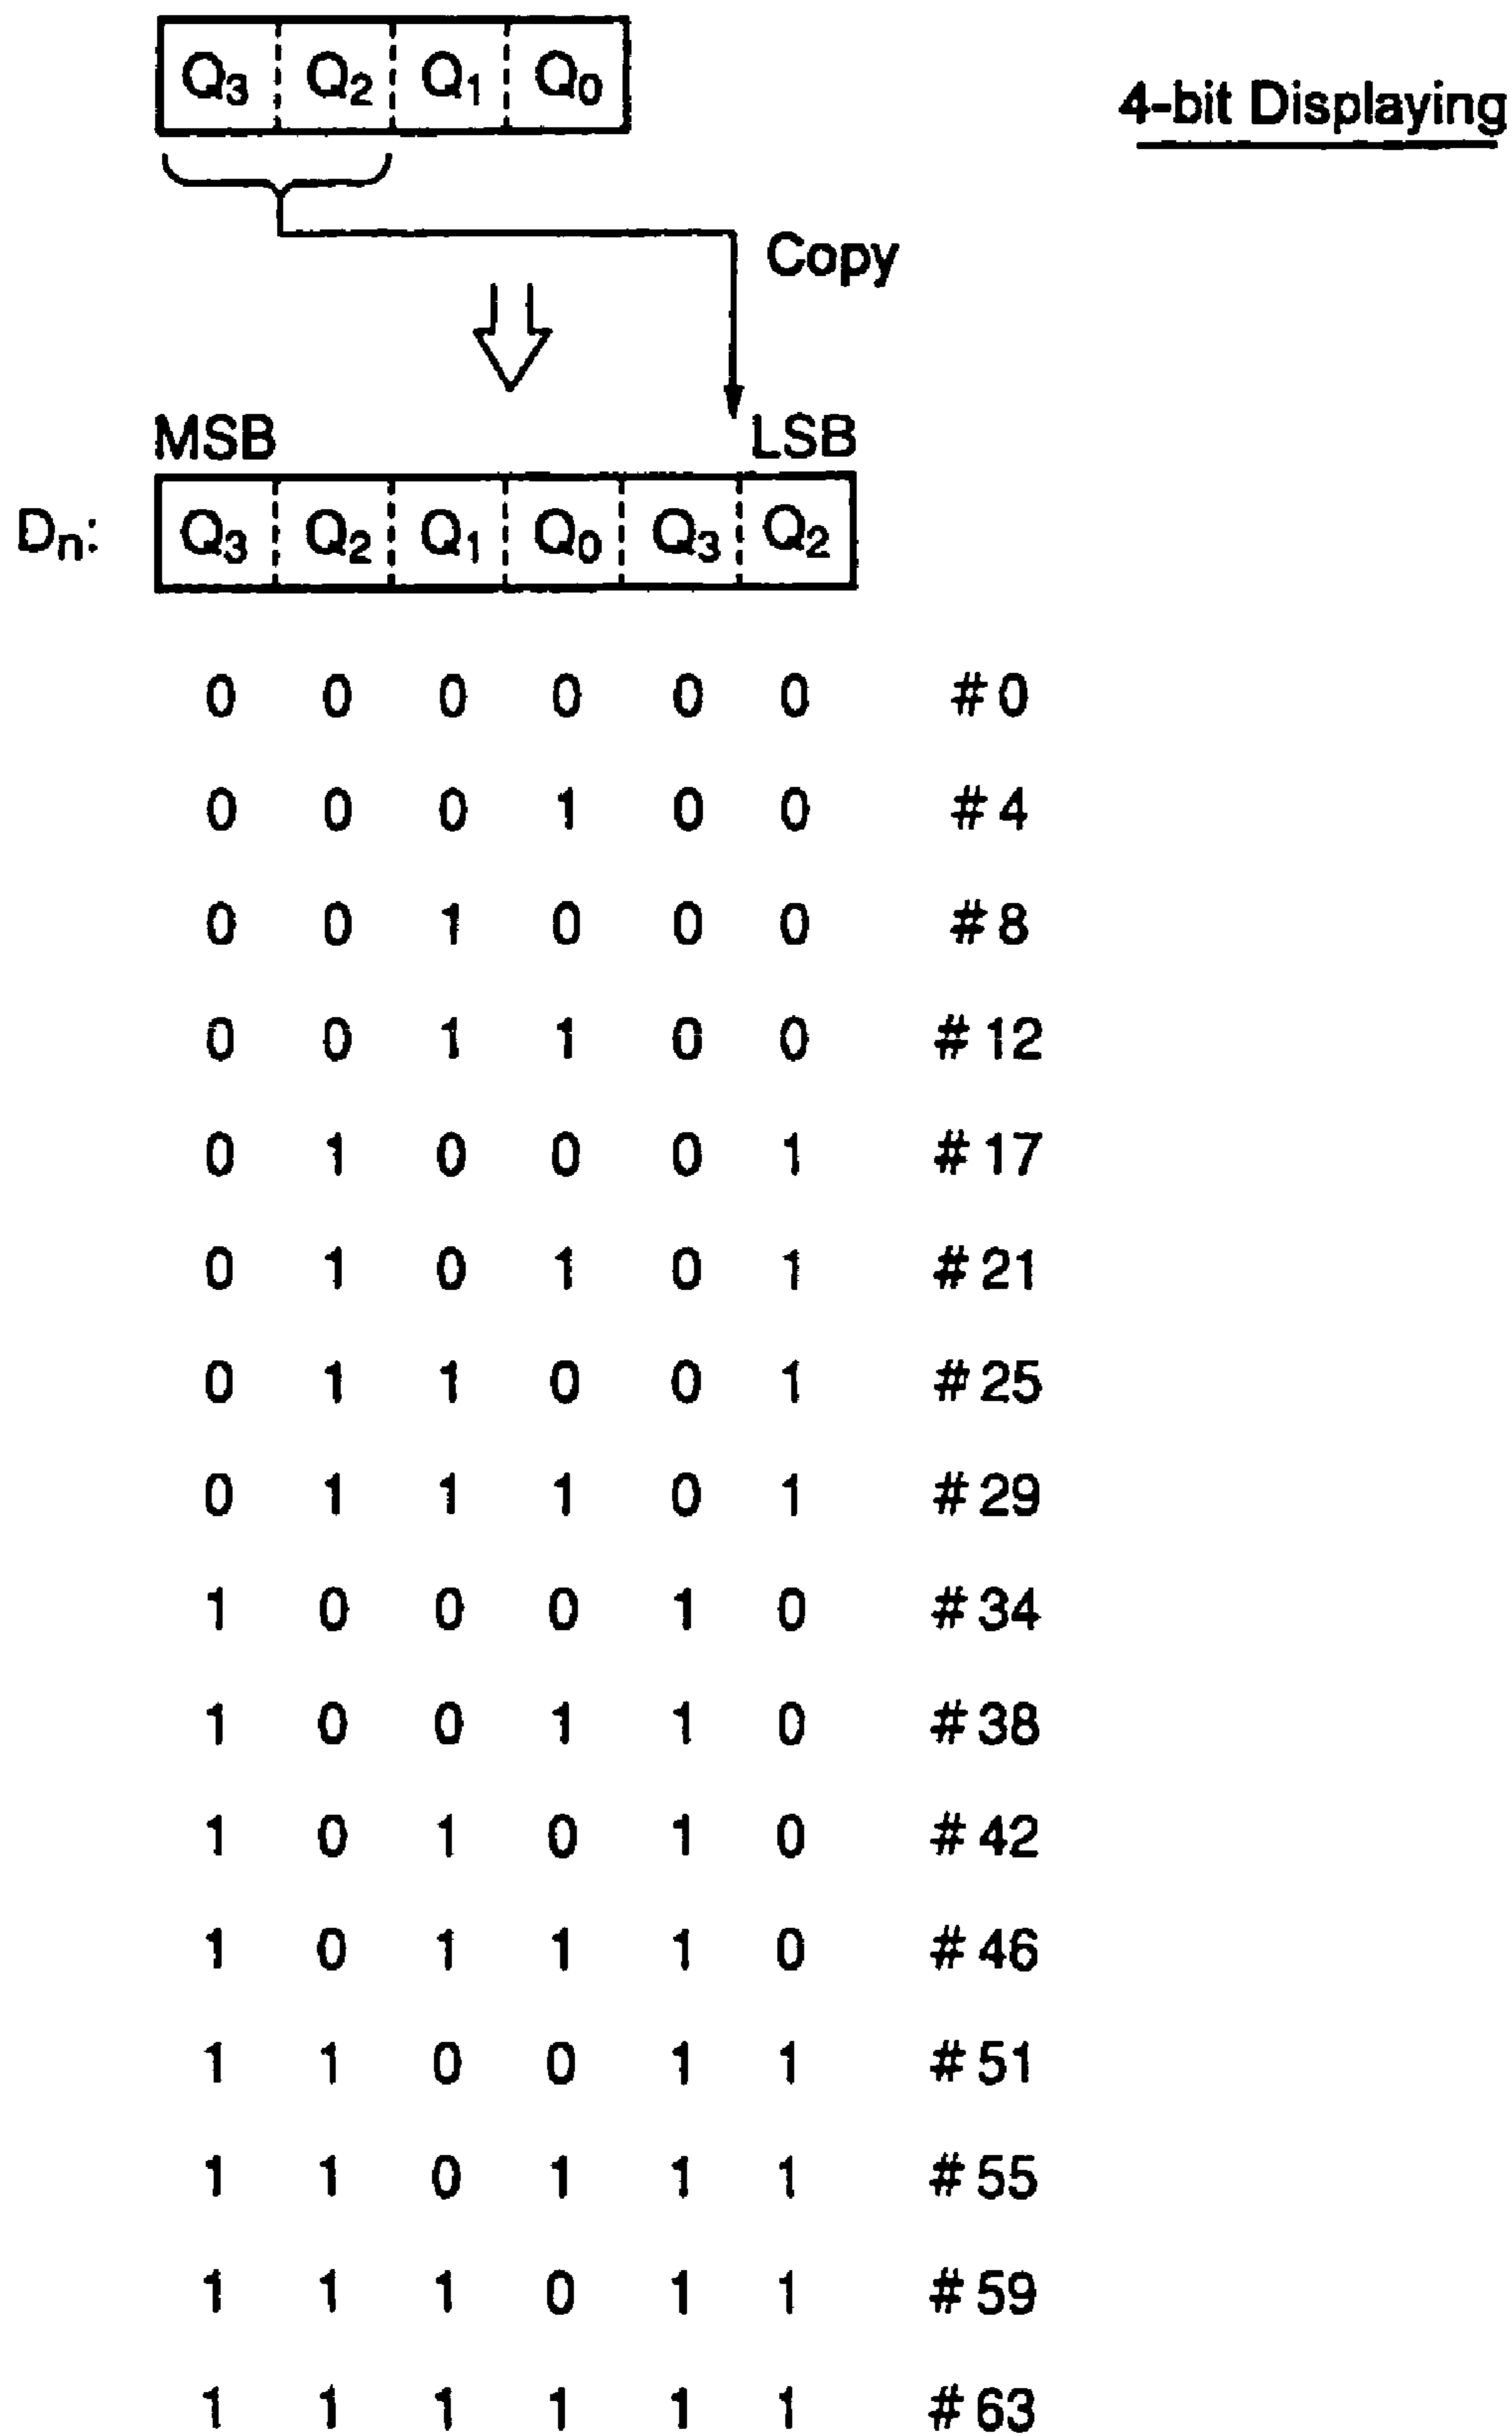 Q3 Q2 Q1 Q0
4-bit Displaying
Copy
MSB LSB
Dn: Q3 Q2 Q1 Q0 Q3 Q2
0 0 0 0 0 0 #0
0 0 0 1 0 0 #4
0 0 1 0 0 0 #8
0 0 1 1 0 0 #12
0 1 0 0 0 1 #17
0 1 0 1 0 1 #21
0 1 1 0 0 1 #25
0 1 1 1 0 1 #29
1 0 0 0 1 0 #34
1 0 0 1 1 0 #38
1 0 1 0 1 0 #42
1 0 1 1 1 0 #46
1 1 0 0 1 1 #51
1 1 0 1 1 1 #55
1 1 1 0 1 1 #59
1 1 1 1 1 1 #63